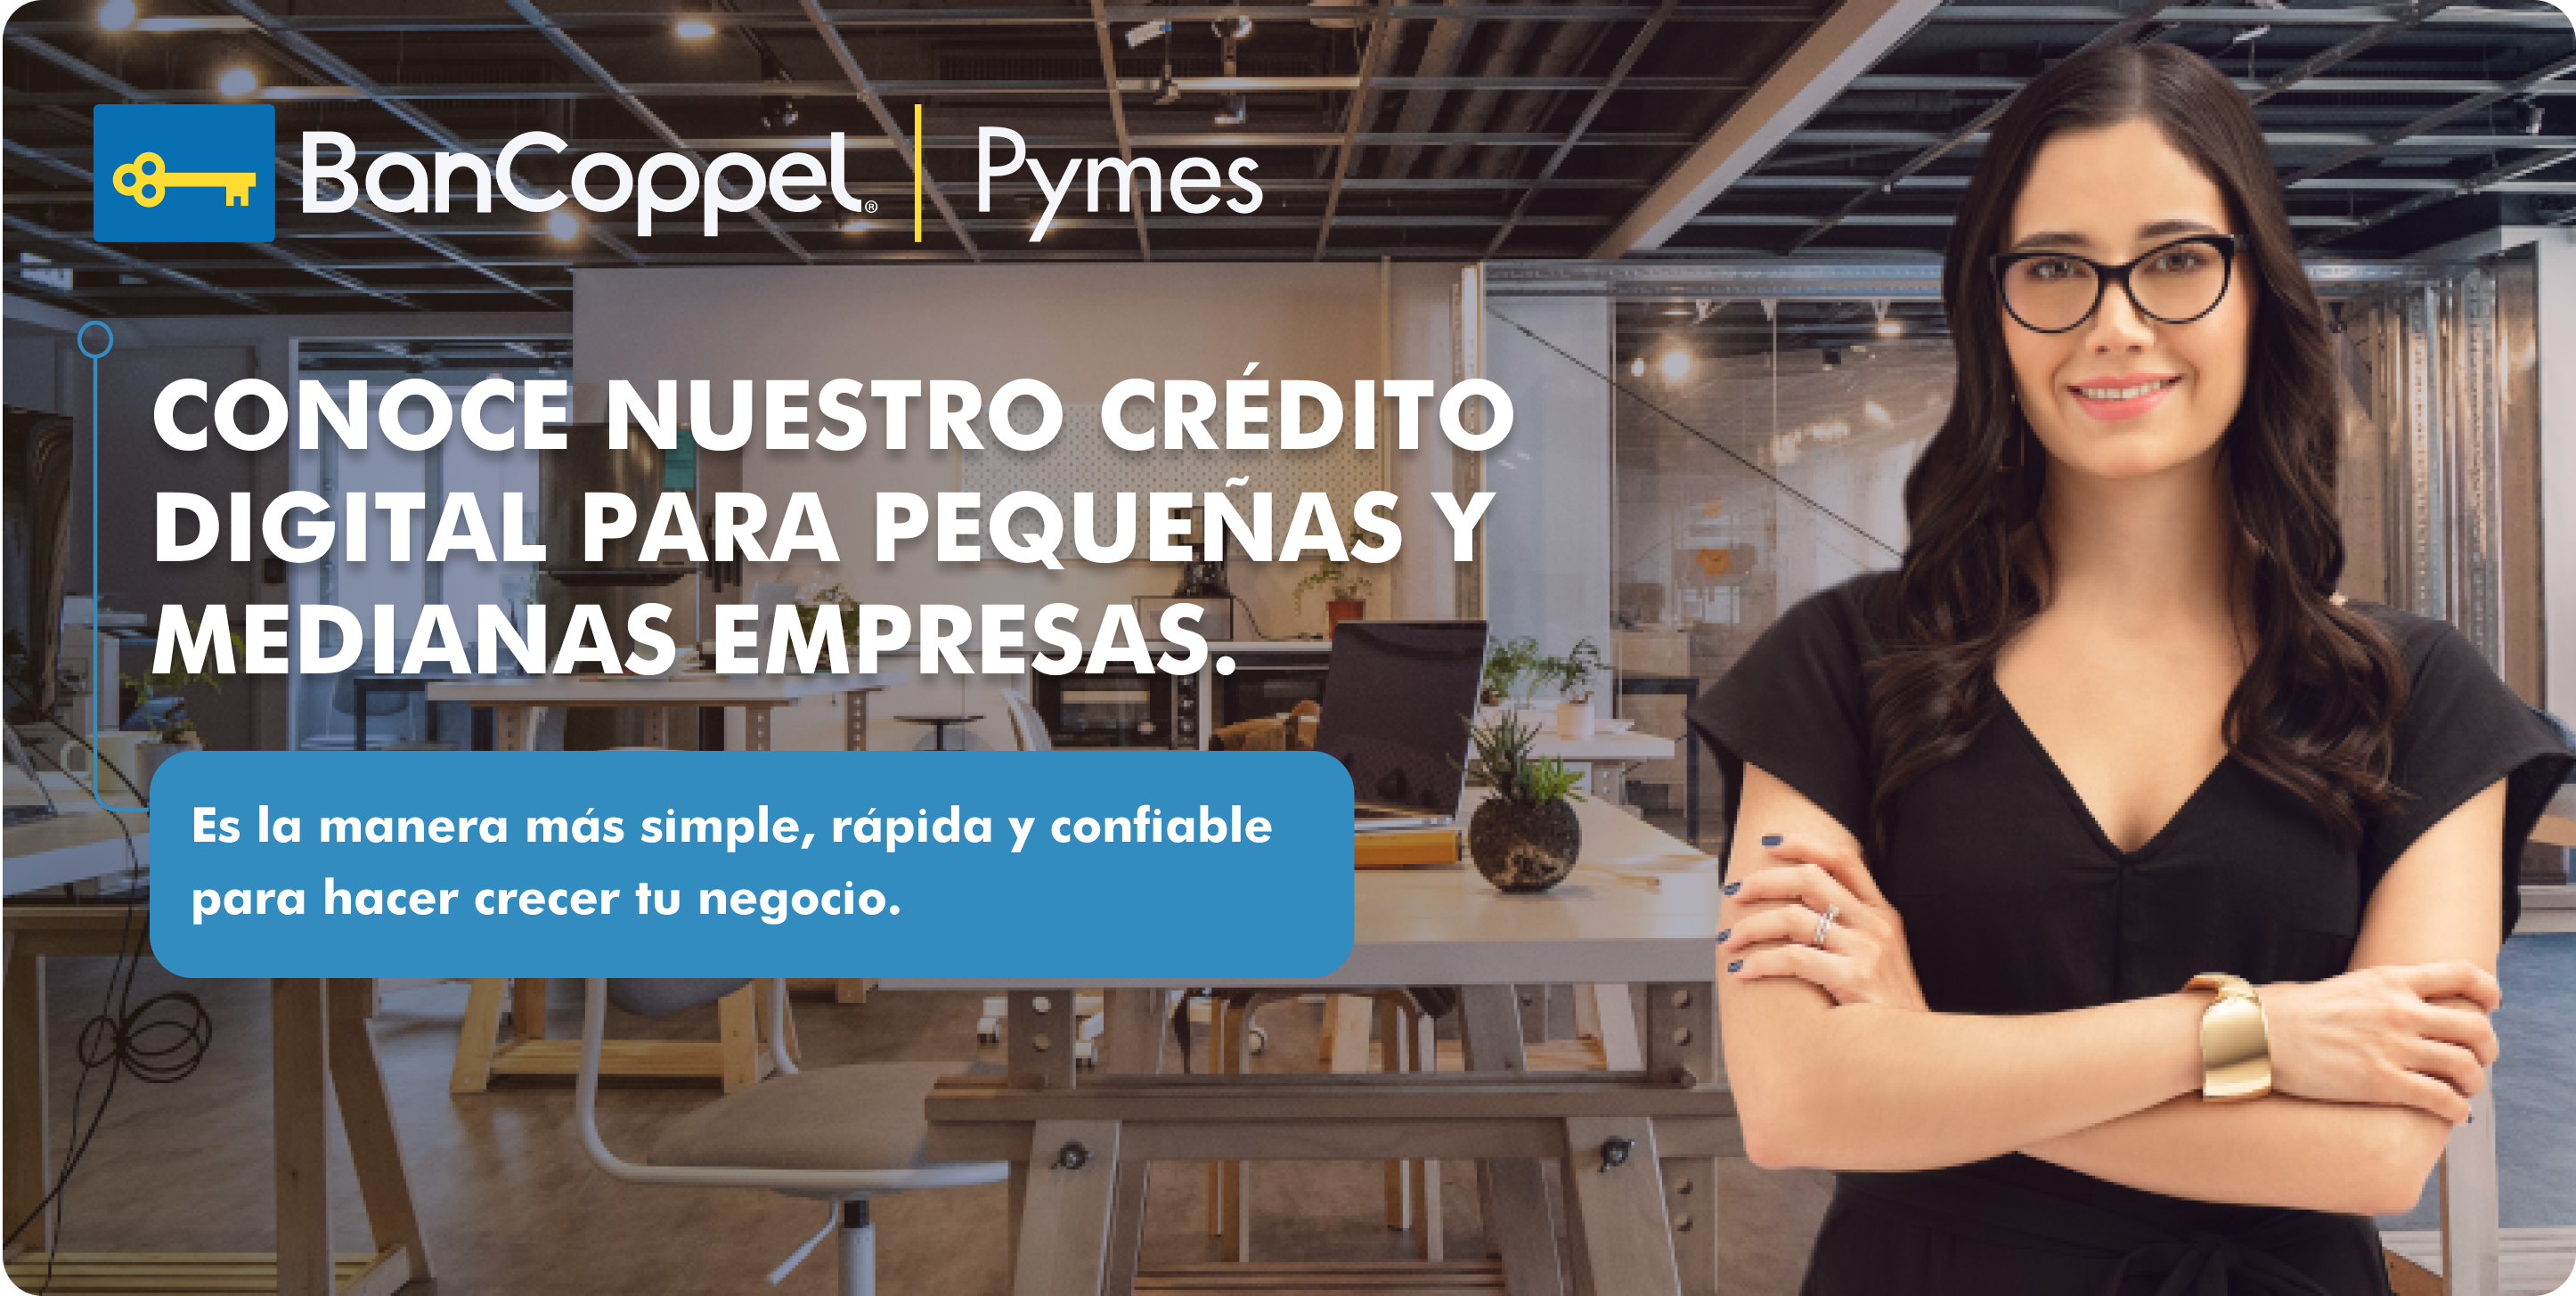 BanCoppel® | Pymes
CONOCE NUESTRO CRÉDITO
DIGITAL PARA PEQUEÑAS Y
MEDIANAS EMPRESAS.
Es la manera más simple, rápida y confiable
para hacer crecer tu negocio.